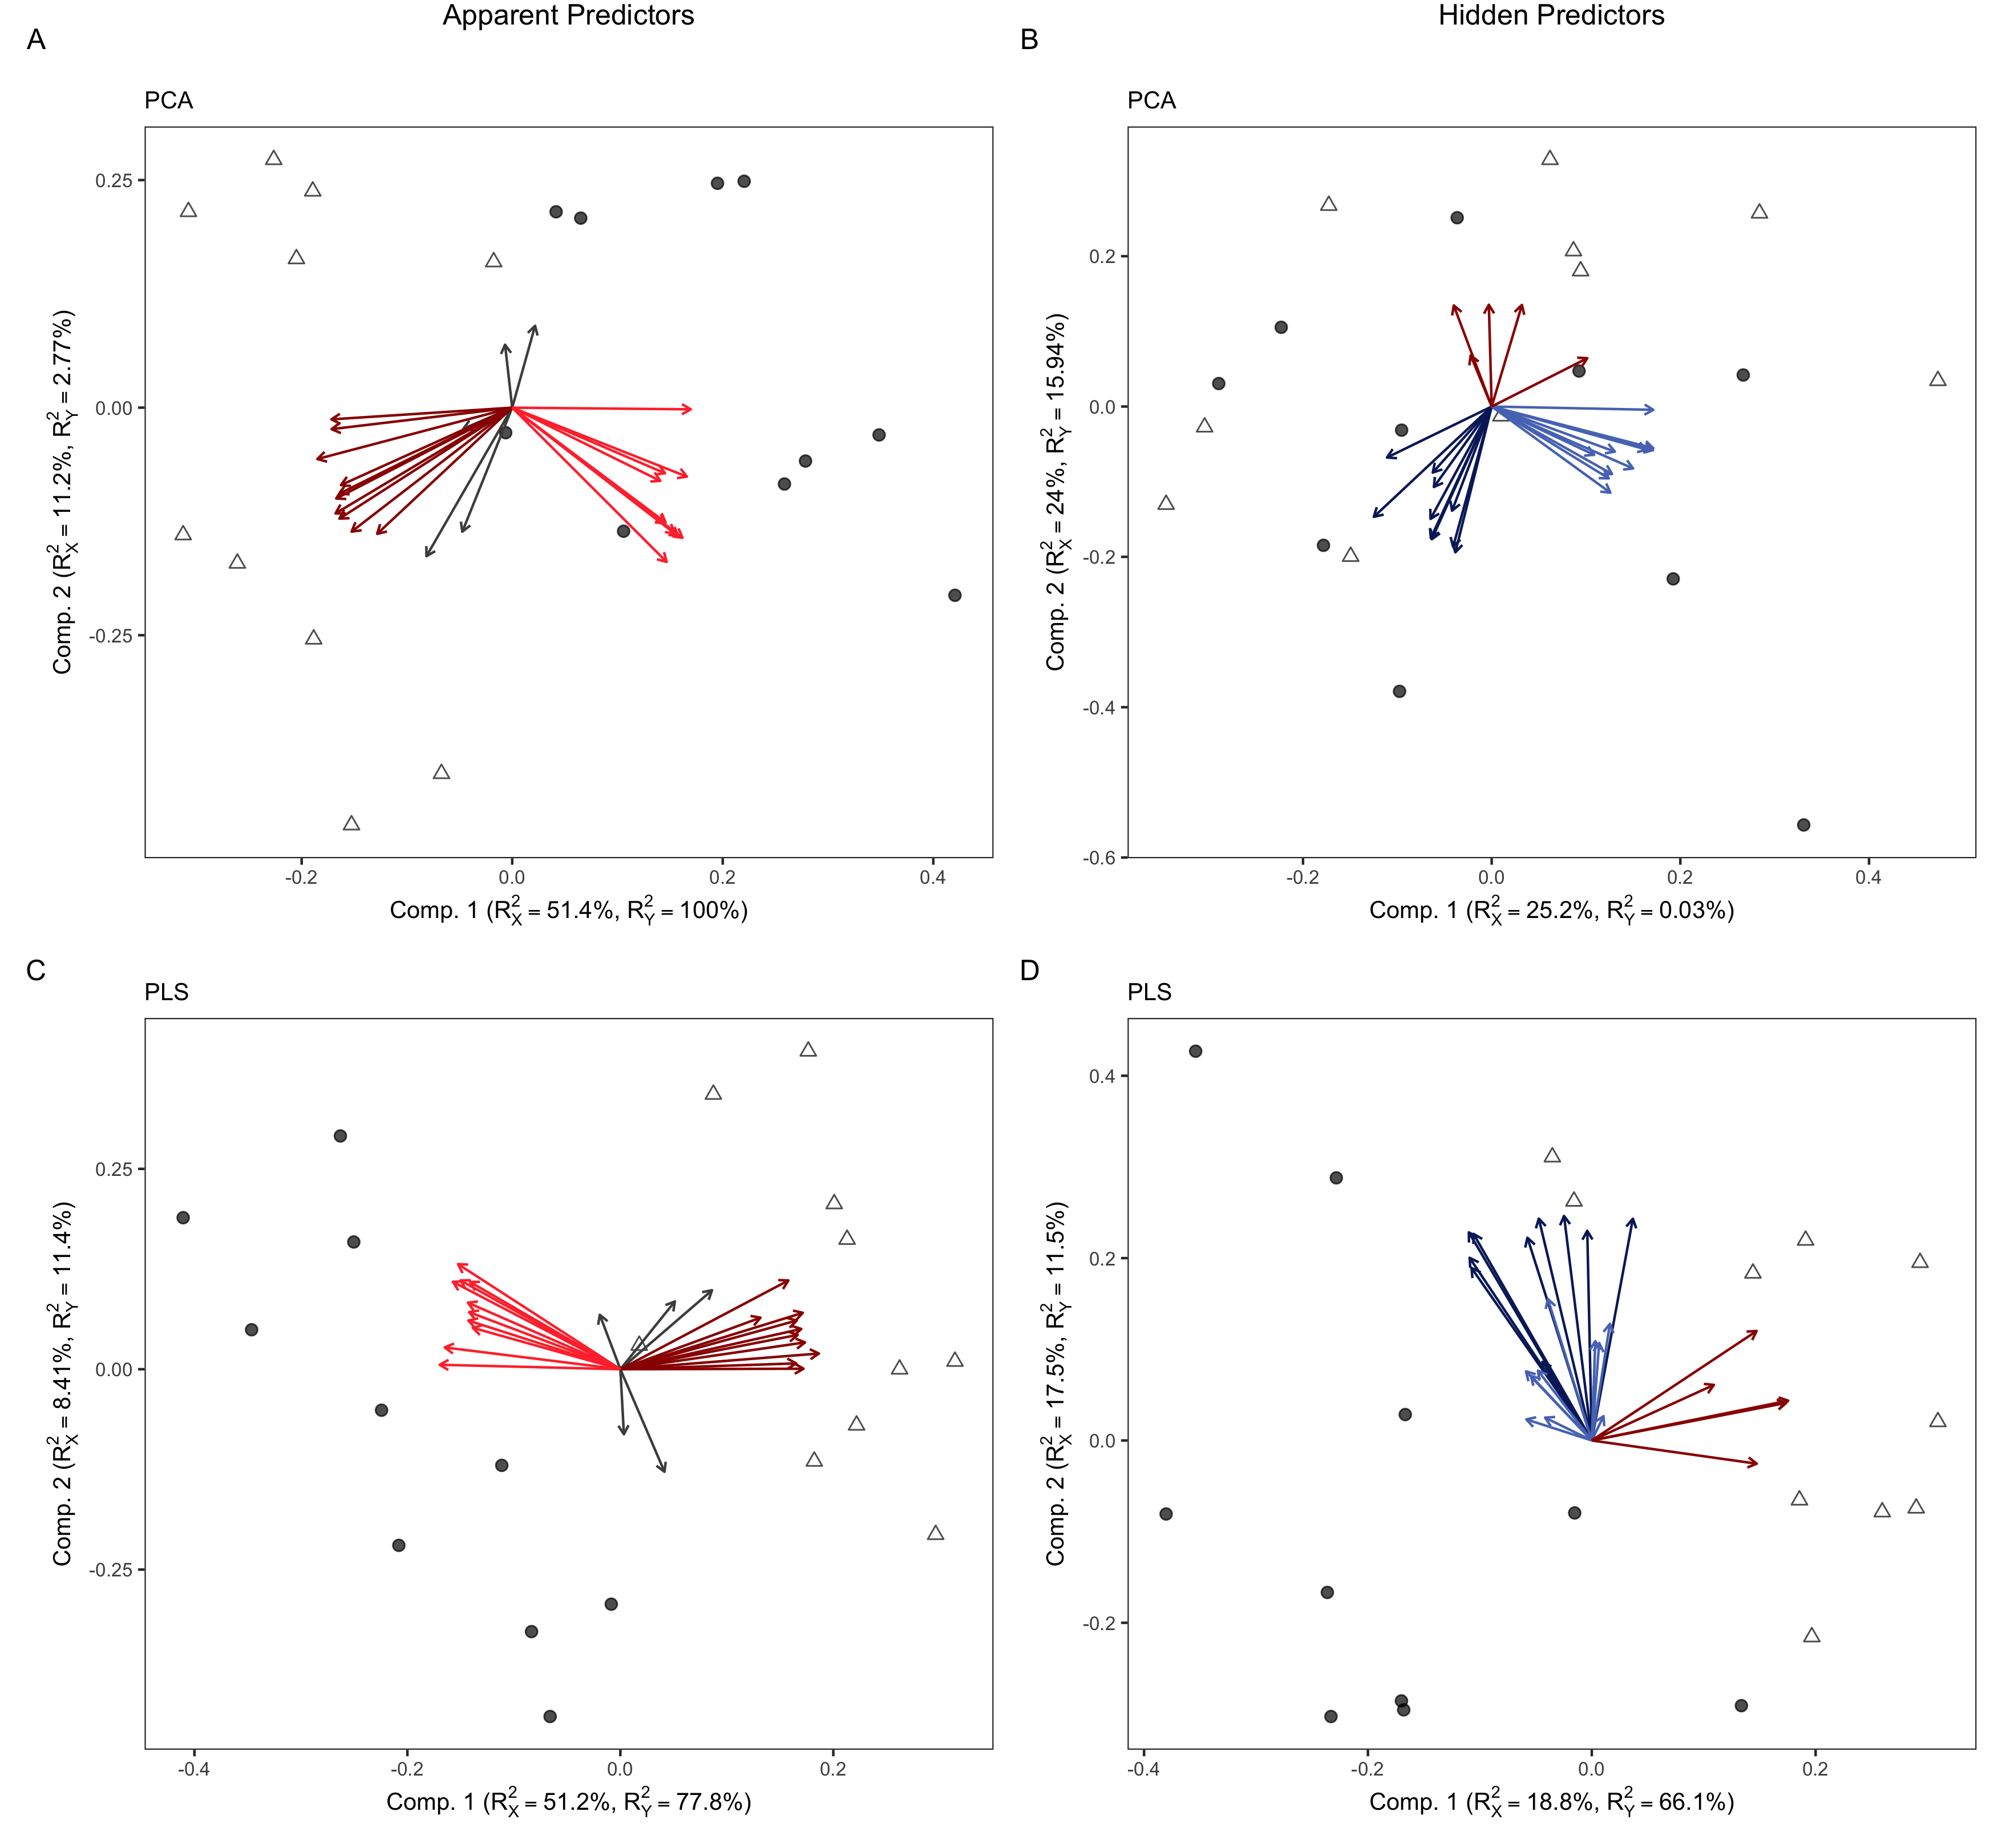 Apparent Predictors
Hidden Predictors
A
B
PCA
PCA
0.25
0.00
-0.25
Comp. 2 (R²X = 11.2%, R²Y = 2.77%)
-0.2
0.0
0.2
0.4
Comp. 1 (R²X = 51.4%, R²Y = 100%)
0.2
0.0
-0.2
-0.4
-0.6
Comp. 2 (R²X = 24%, R²Y = 15.94%)
-0.2
0.0
0.2
0.4
Comp. 1 (R²X = 25.2%, R²Y = 0.03%)
C
D
PLS
PLS
0.25
0.00
-0.25
Comp. 2 (R²X = 8.41%, R²Y = 11.4%)
-0.4
-0.2
0.0
0.2
Comp. 1 (R²X = 51.2%, R²Y = 77.8%)
0.4
0.2
0.0
-0.2
Comp. 2 (R²X = 17.5%, R²Y = 11.5%)
-0.4
-0.2
0.0
0.2
Comp. 1 (R²X = 18.8%, R²Y = 66.1%)